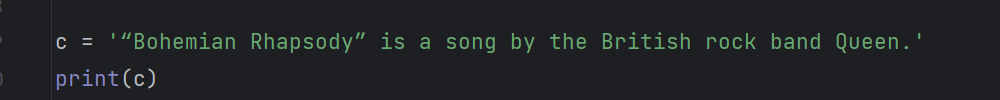 c = '“Bohemian Rhapsody” is a song by the British rock band Queen.'
print(c)